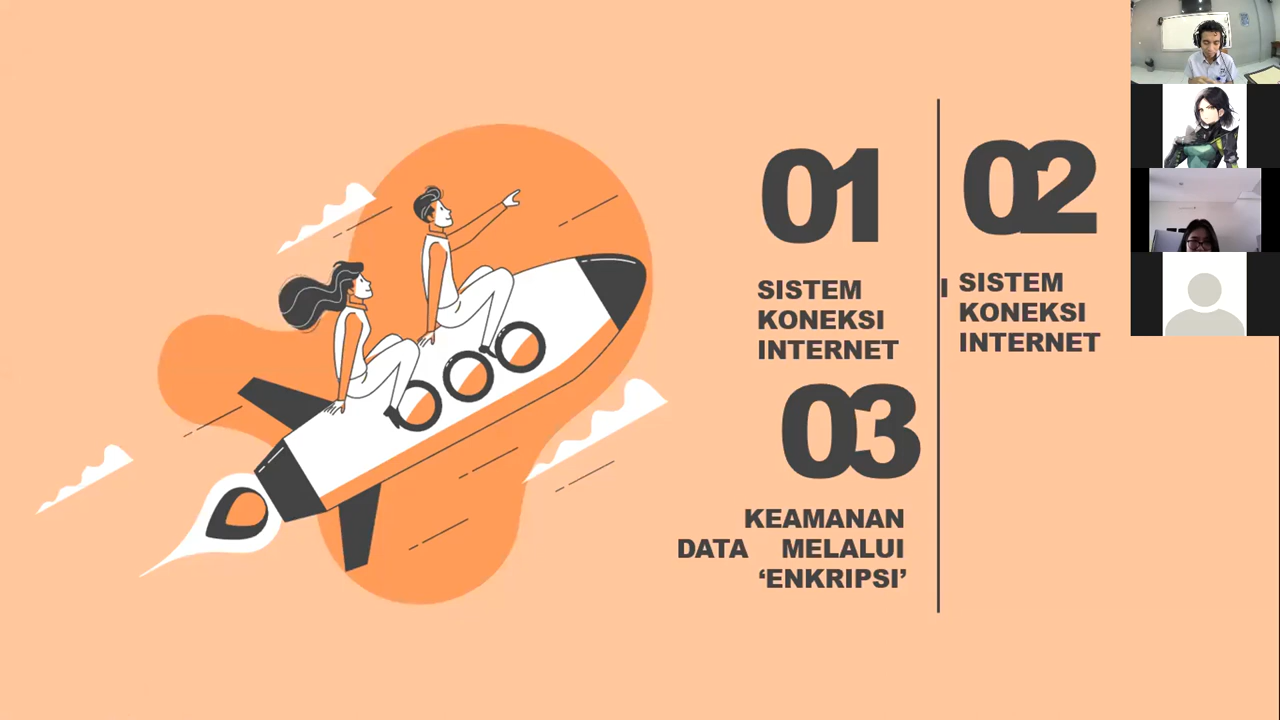 01
SISTEM
KONEKSI
INTERNET
02
I SISTEM
KONEKSI
INTERNET
03
KEAMANAN
DATA MELALUI
‘ENKRIPSI’